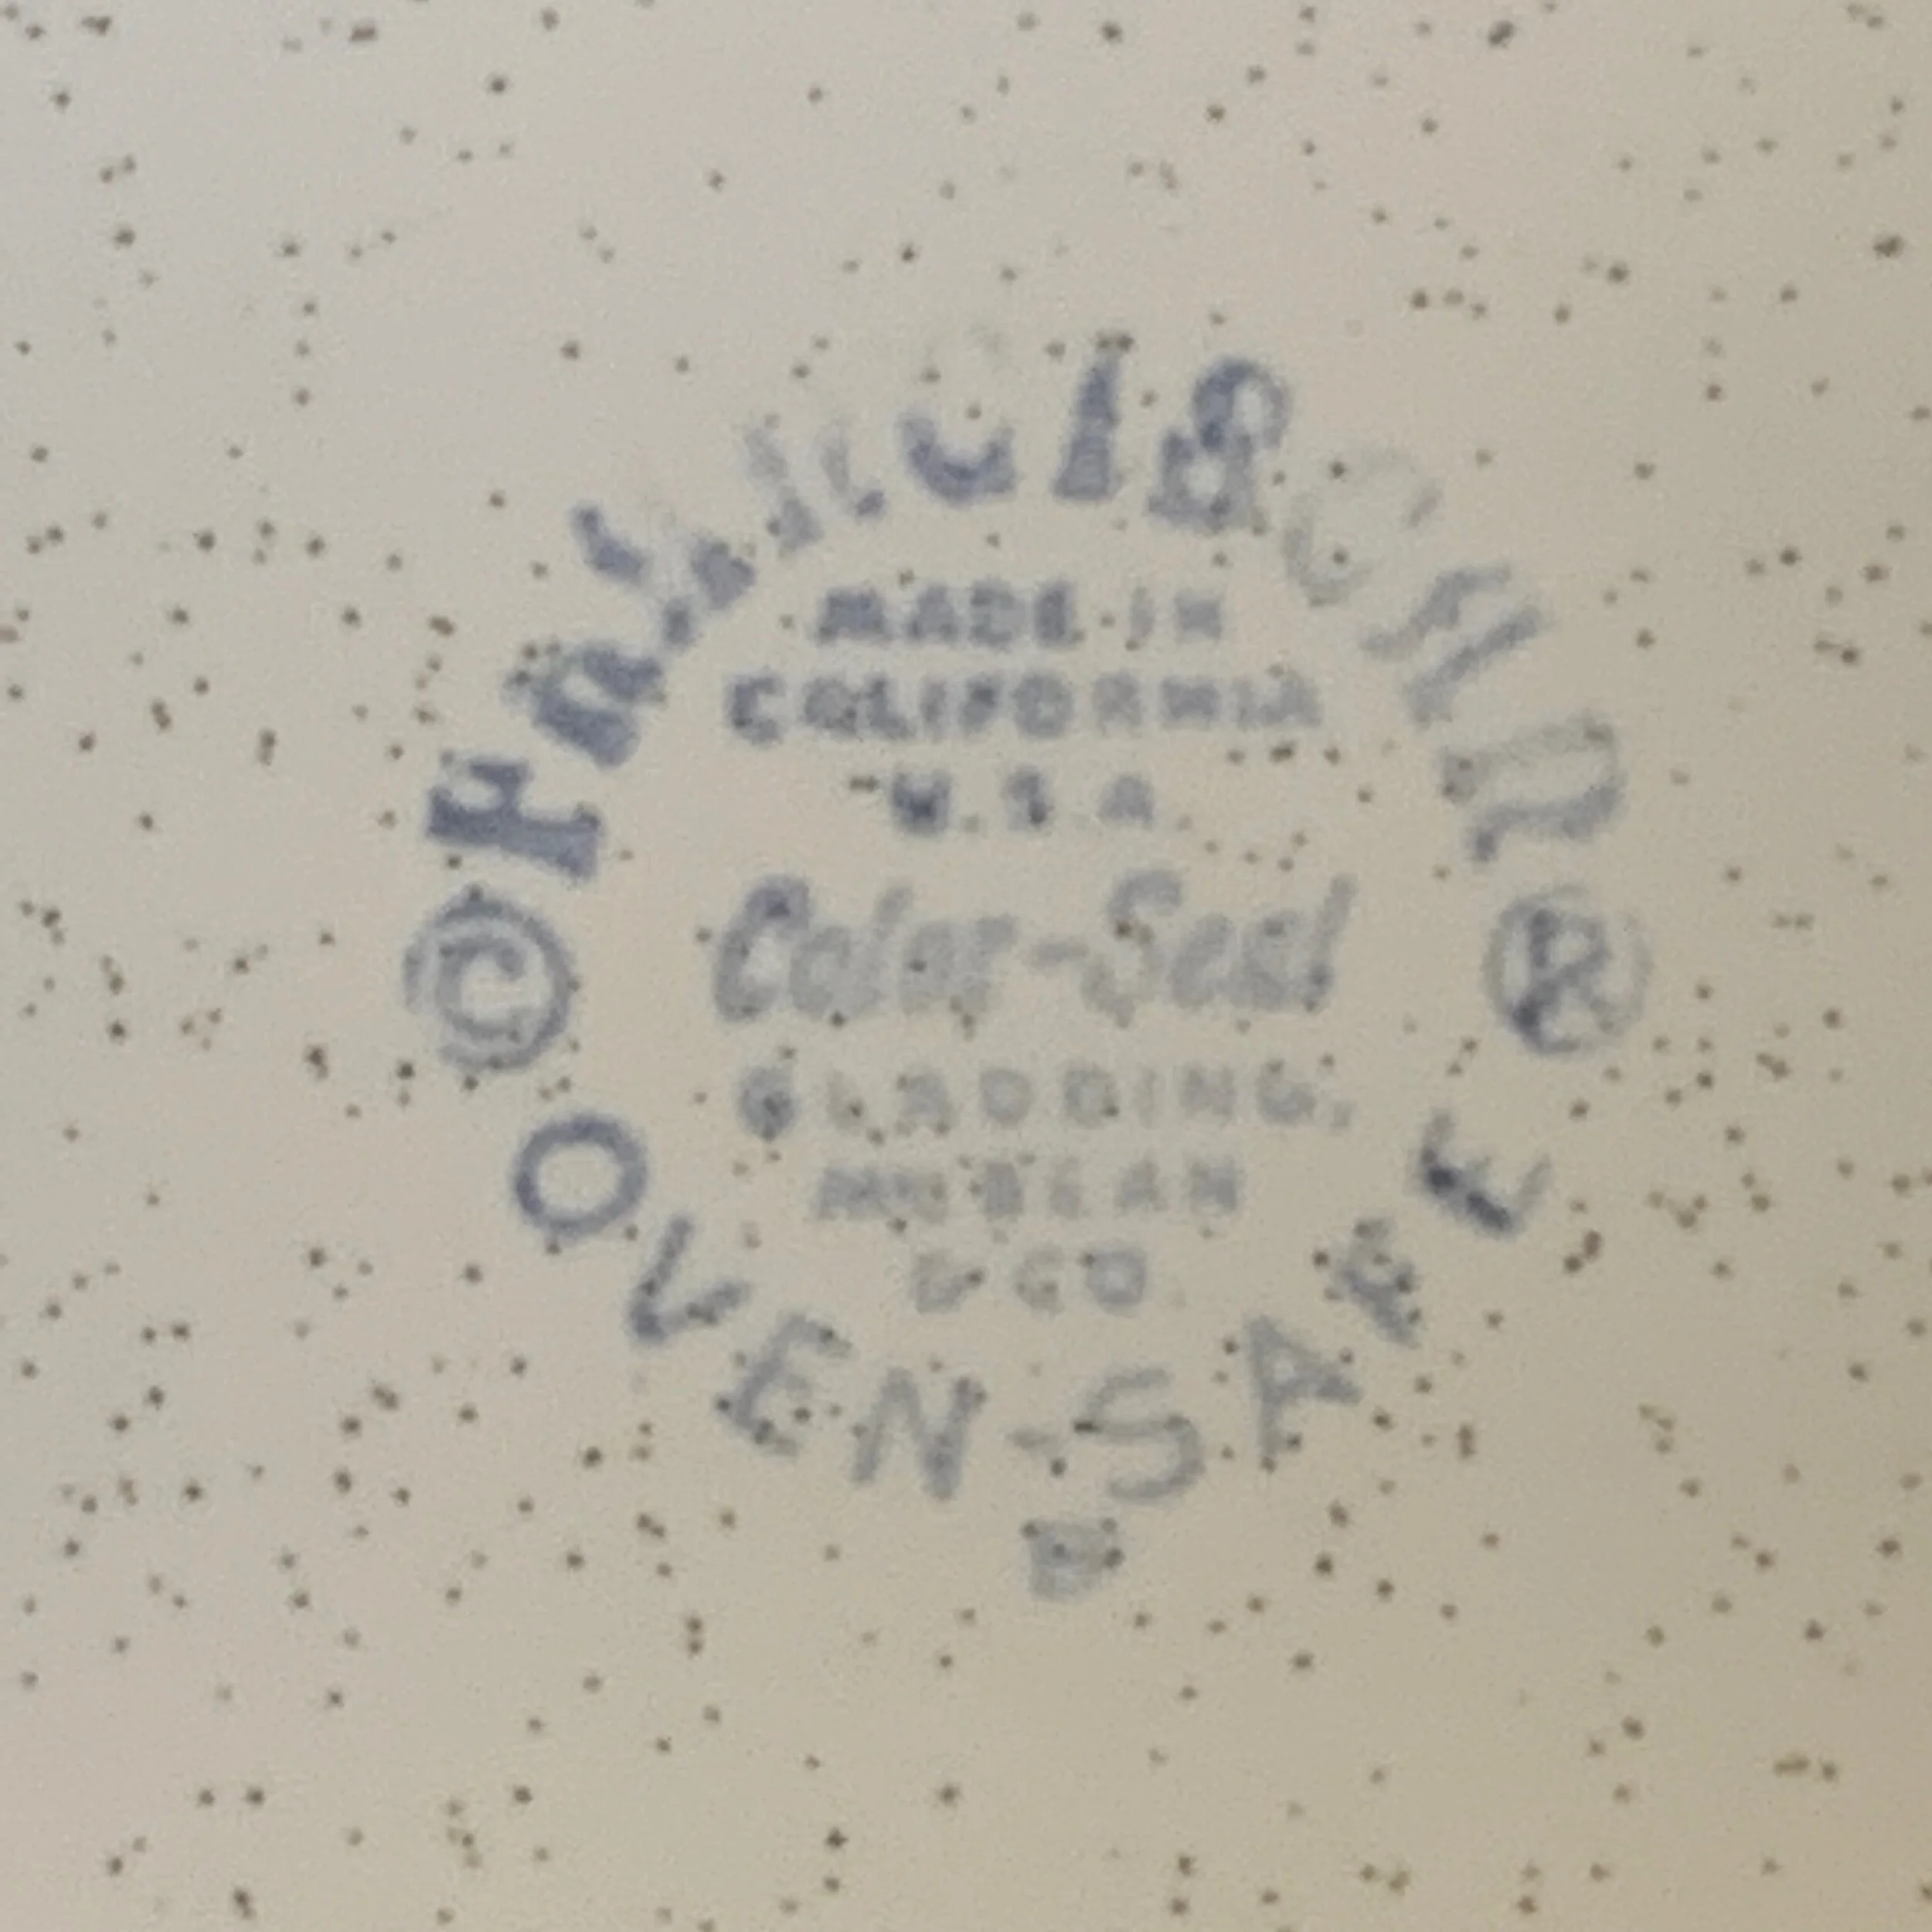 © Franciscan ®
MADE IN
CALIFORNIA
U.S.A.
Color-Seal
GLADDING,
MCBEAN
& CO.
OVEN-SAFE
B